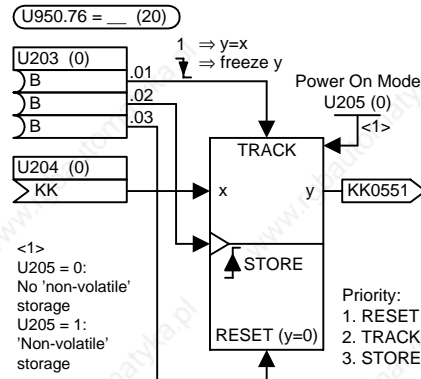 U950.76 = __ (20)
U203 (0)
B .01
B .02
B .03
1 ⇒ y=x
⇒ freeze y
Power On Mode
U205 (0)
<1>
TRACK
U204 (0)
KK
x
y
KK0551
STORE
RESET (y=0)
<1>
U205 = 0:
No 'non-volatile'
storage
U205 = 1:
'Non-volatile'
storage
Priority:
1. RESET
2. TRACK
3. STORE